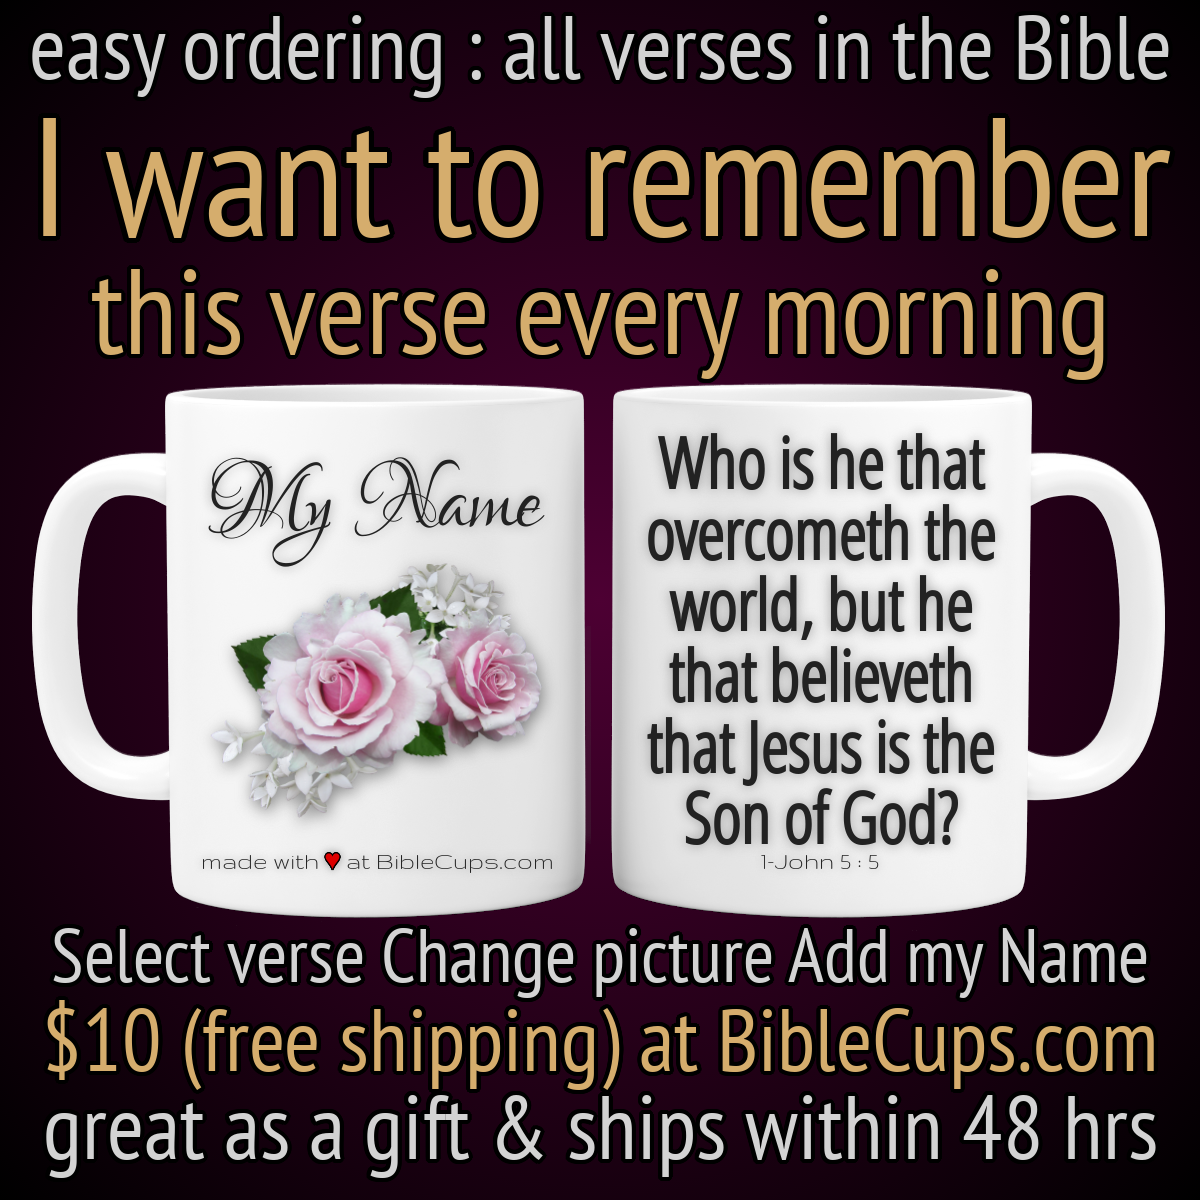 easy ordering : all verses in the Bible
I want to remember
this verse every morning
My Name
made with ♥ at BibleCups.com
Who is he that
overcometh the
world, but he
that believeth
that Jesus is the
Son of God?
1-John 5 : 5
Select verse Change picture Add my Name
$10 (free shipping) at BibleCups.com
great as a gift & ships within 48 hrs